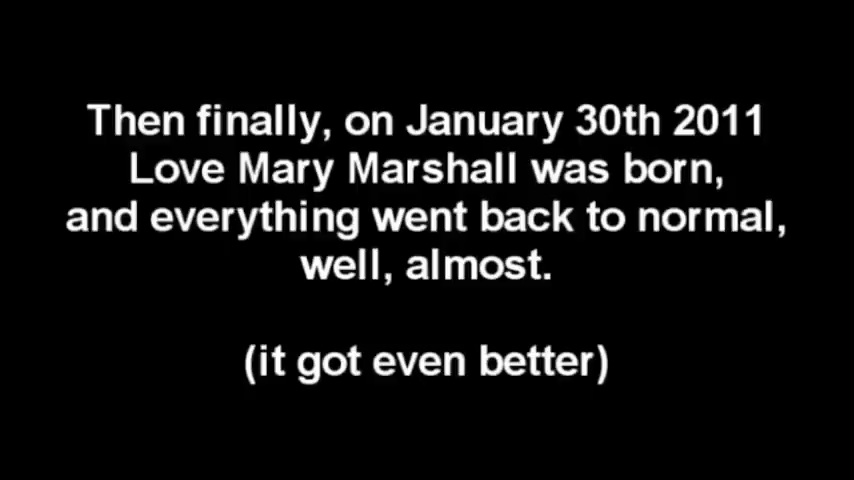 Then finally, on January 30th 2011
Love Mary Marshall was born,
and everything went back to normal,
well, almost.
(it got even better)